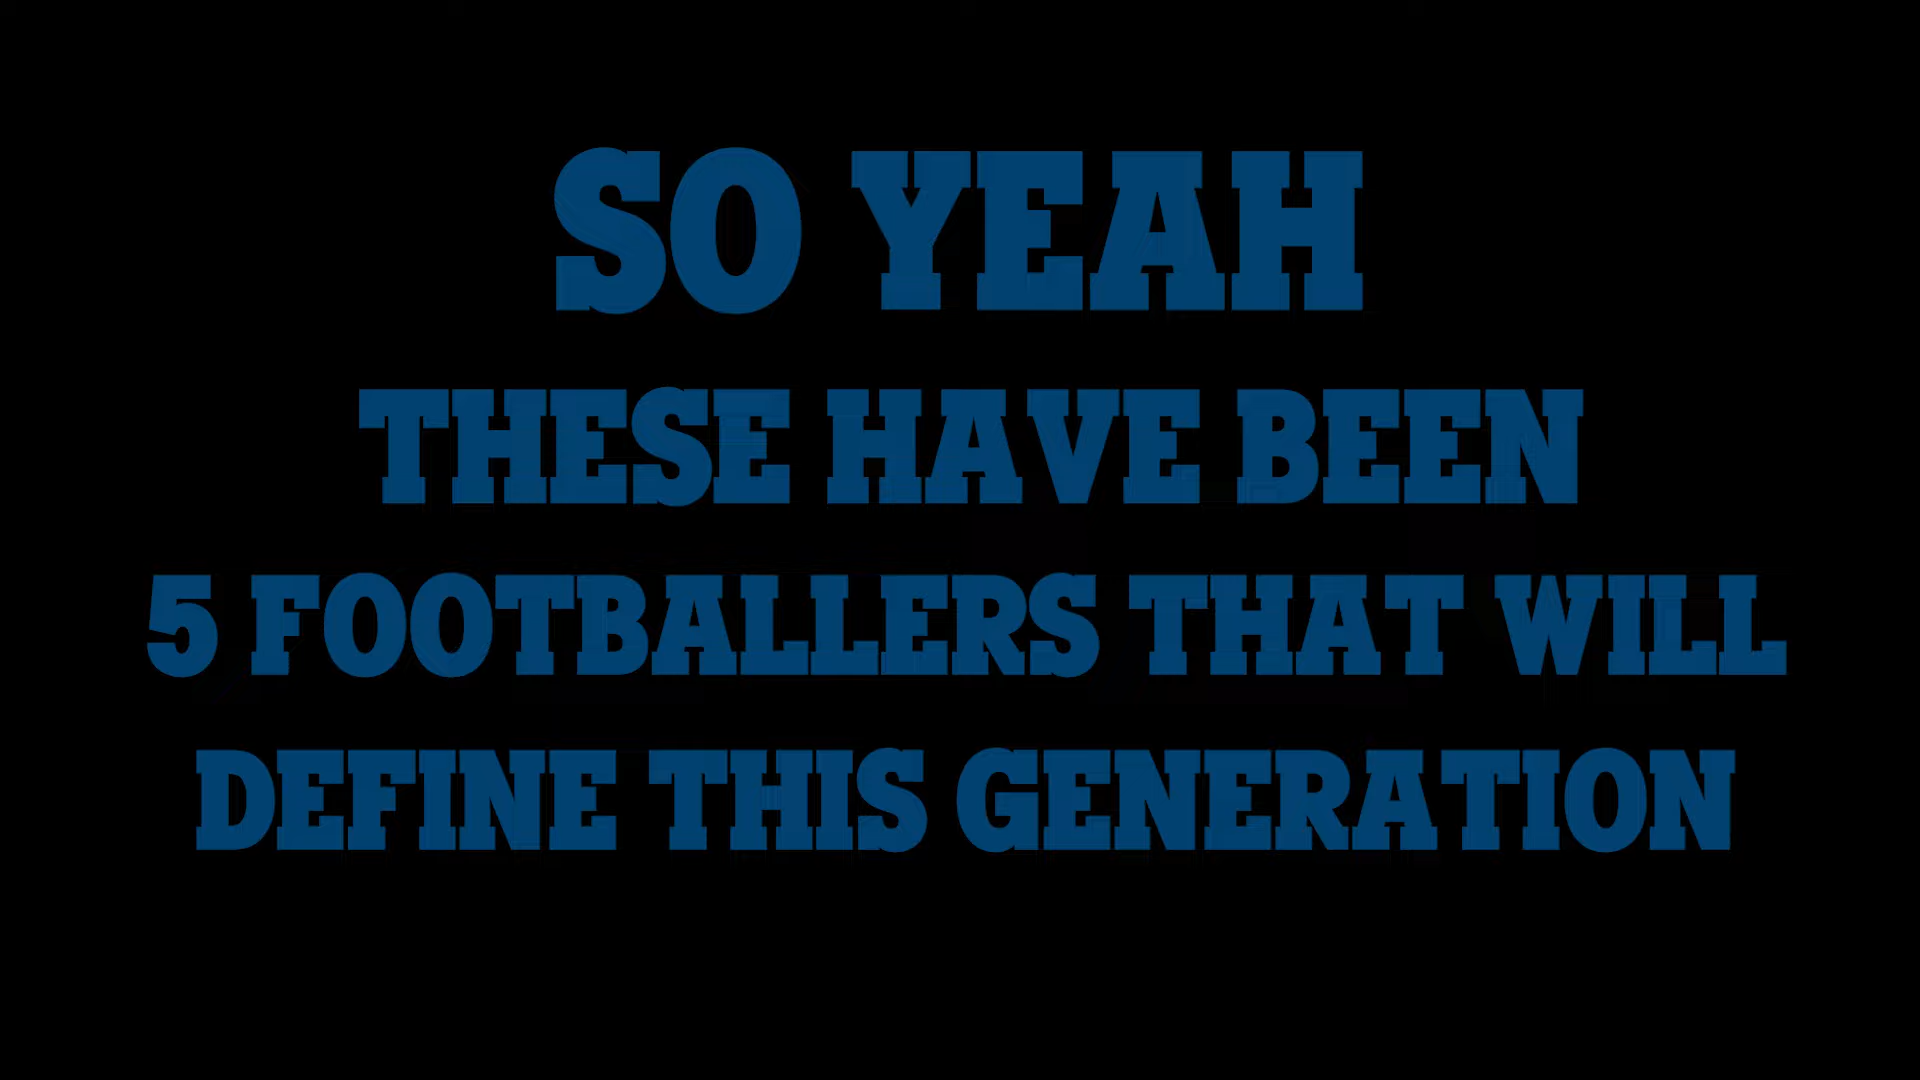 SO YEAH
THESE HAVE BEEN
5 FOOTBALLERS THAT WILL
DEFINE THIS GENERATION